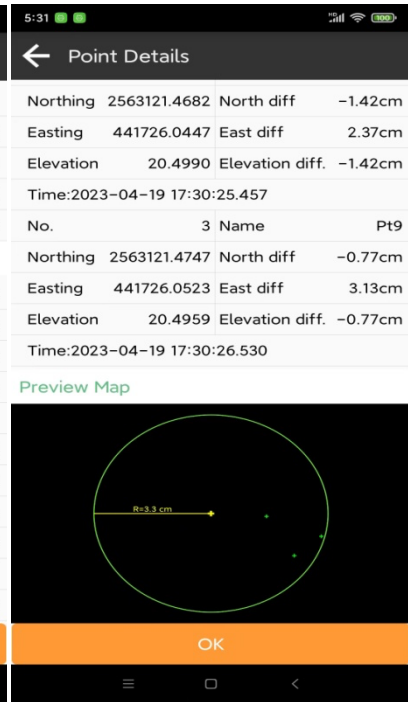 5:31 100
Point Details
Northing 2563121.4682 North diff -1.42cm
Easting 441726.0447 East diff 2.37cm
Elevation 20.4990 Elevation diff. -1.42cm
Time:2023-04-19 17:30:25.457
No. 3 Name Pt9
Northing 2563121.4747 North diff -0.77cm
Easting 441726.0523 East diff 3.13cm
Elevation 20.4959 Elevation diff. -0.77cm
Time:2023-04-19 17:30:26.530
Preview Map
R=3.3 cm
OK